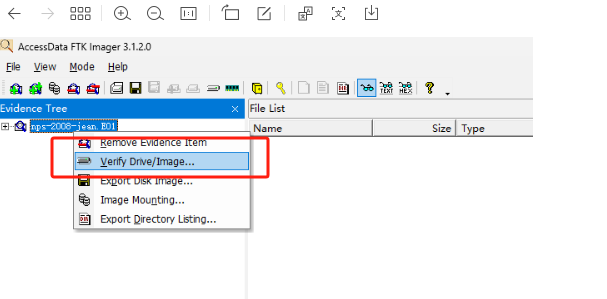 1:1
AccessData FTK Imager 3.1.2.0
File View Mode Help
Evidence Tree
File List
nps-2008-jean.E01
Name Size Type
Remove Evidence Item
Verify Drive/Image...
Export Disk Image...
Image Mounting...
Export Directory Listing...